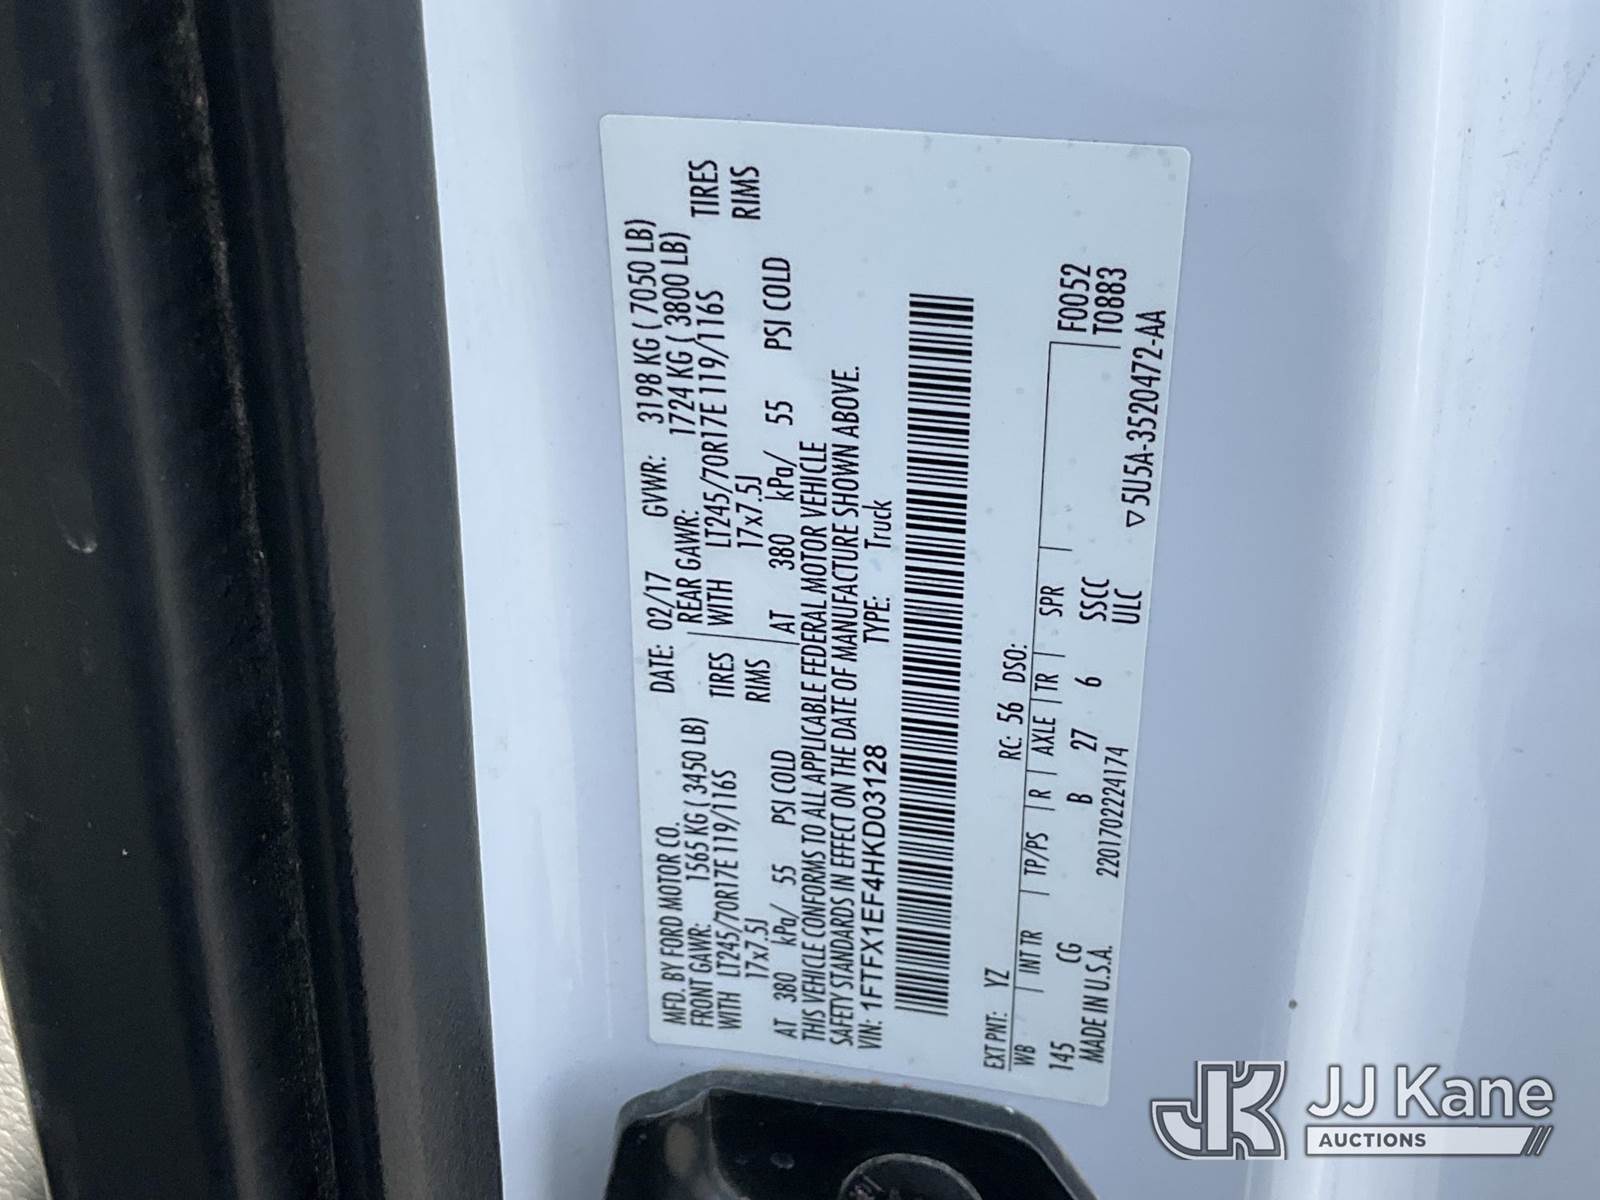 MFD. BY FORD MOTOR CO.
DATE: 02/17 GVWR: 3198 KG ( 7050 LB)
FRONT GAWR: 1565 KG ( 3450 LB) REAR GAWR: 1724 KG ( 3800 LB)
WITH LT245/70R17E 119/116S TIRES WITH LT245/70R17E 119/116S TIRES
17x7.5J RIMS 17x7.5J RIMS
AT 380 kPa/ 55 PSI COLD AT 380 kPa/ 55 PSI COLD
THIS VEHICLE CONFORMS TO ALL APPLICABLE FEDERAL MOTOR VEHICLE
SAFETY STANDARDS IN EFFECT ON THE DATE OF MANUFACTURE SHOWN ABOVE.
VIN: 1FTFX1EF4HKD03128 TYPE: Truck
EXT PNT: YZ RC: 56 DSO:
WB INT TR TP/PS R AXLE TR SPR F0052
145 CG B 27 6 SSCC T0883
MADE IN U.S.A. 2201702224174 ULC ▽5U5A-3520472-AA
JK JJ Kane
AUCTIONS